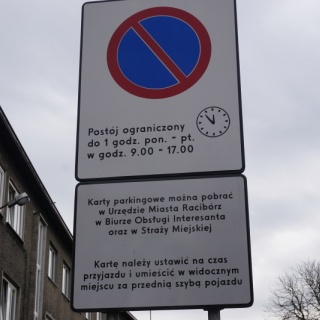 Postój ograniczony
do 1 godz. pon. - pt.
w godz. 9.00 - 17.00
Karty parkingowe można pobrać
w Urzędzie Miasta Racibórz
w Biurze Obsługi Interesanta
oraz w Straży Miejskiej
Karte należy ustawić na czas
przyjazdu i umieścić w widocznym
miejscu za przednią szybą pojazdu